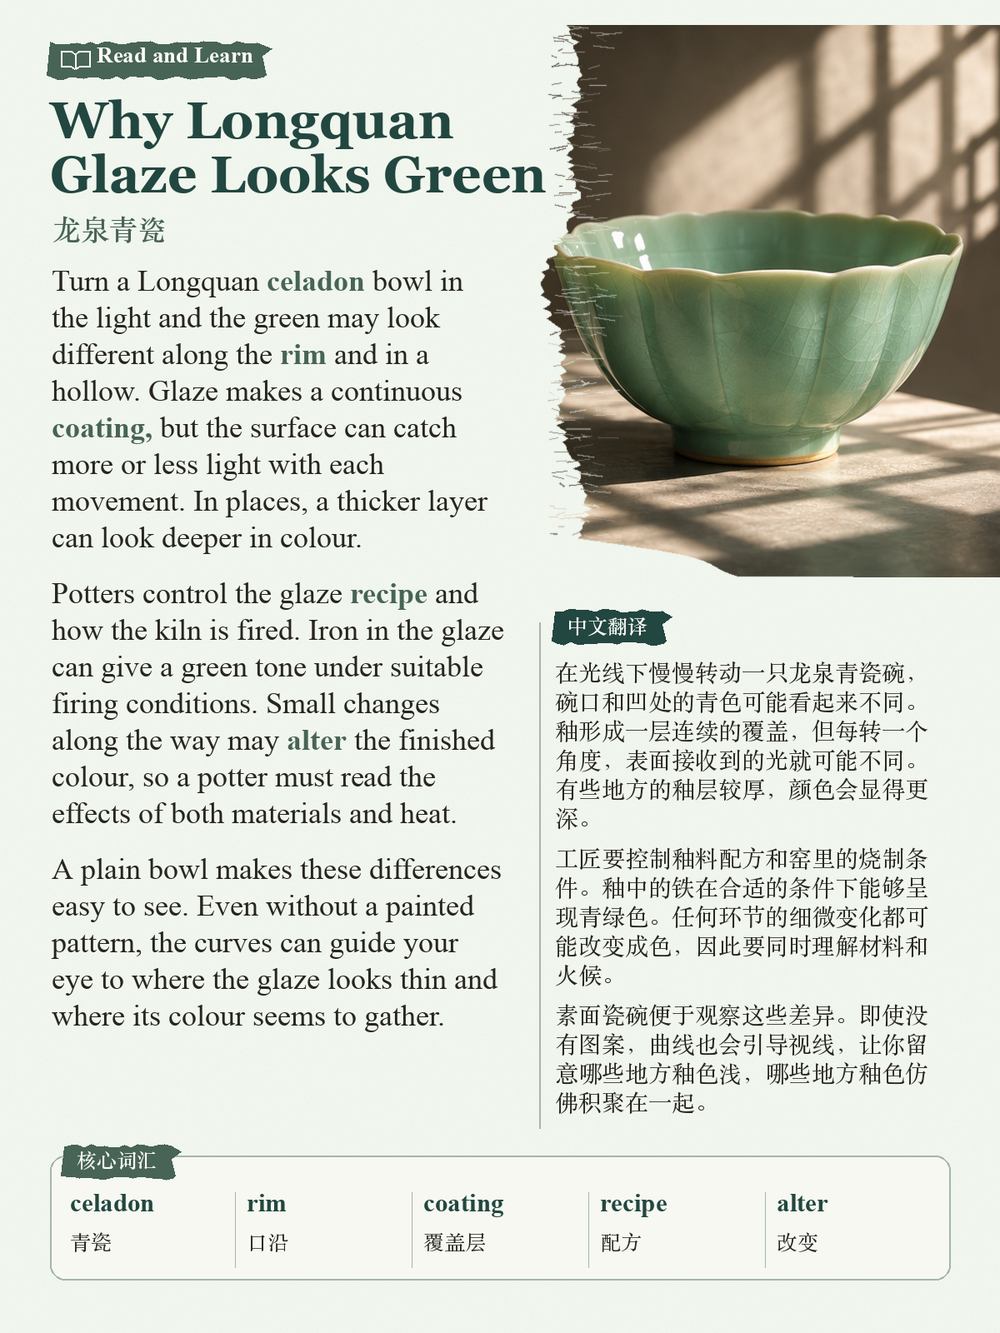 Read and Learn
Why Longquan
Glaze Looks Green
龙泉青瓷
Turn a Longquan celadon bowl in
the light and the green may look
different along the rim and in a
hollow. Glaze makes a continuous
coating, but the surface can catch
more or less light with each
movement. In places, a thicker layer
can look deeper in colour.
Potters control the glaze recipe and
how the kiln is fired. Iron in the glaze
can give a green tone under suitable
firing conditions. Small changes
along the way may alter the finished
colour, so a potter must read the
effects of both materials and heat.
A plain bowl makes these differences
easy to see. Even without a painted
pattern, the curves can guide your
eye to where the glaze looks thin and
where its colour seems to gather.
中文翻译
在光线下慢慢转动一只龙泉青瓷碗，
碗口和凹处的青色可能看起来不同。
釉形成一层连续的覆盖，但每转一个
角度，表面接收到的光就可能不同。
有些地方的釉层较厚，颜色会显得更
深。
工匠要控制釉料配方和窑里的烧制条
件。釉中的铁在合适的条件下能够呈
现青绿色。任何环节的细微变化都可
能改变成色，因此要同时理解材料和
火候。
素面瓷碗便于观察这些差异。即使没
有图案，曲线也会引导视线，让你留
意哪些地方釉色浅，哪些地方釉色仿
佛积聚在一起。
核心词汇
celadon
青瓷
rim
口沿
coating
覆盖层
recipe
配方
alter
改变